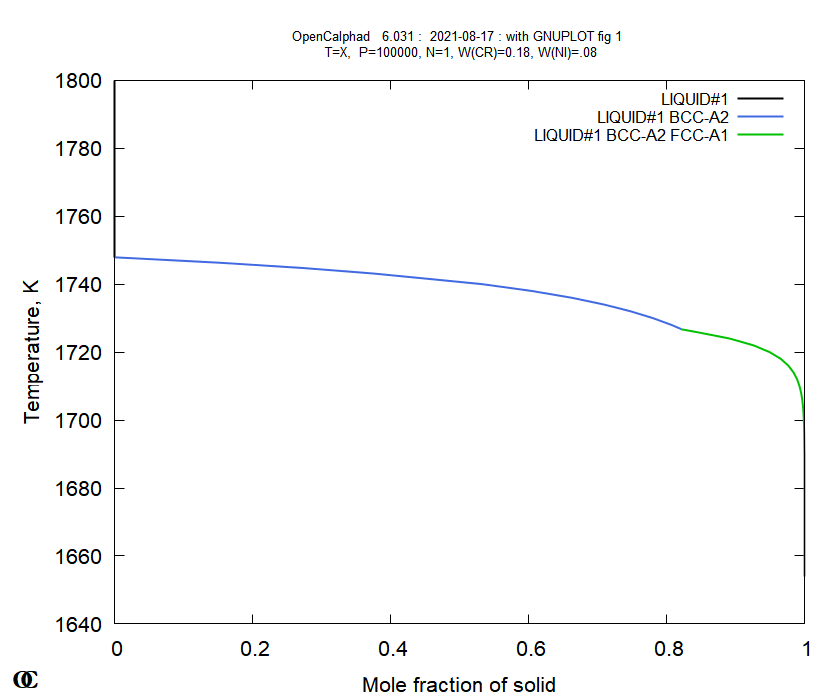 OpenCalphad 6.031 : 2021-08-17 : with GNUPLOT fig 1
T=X, P=100000, N=1, W(CR)=0.18, W(NI)=.08
LIQUID#1
LIQUID#1 BCC-A2
LIQUID#1 BCC-A2 FCC-A1
1800
1780
1760
1740
1720
1700
1680
1660
1640
Temperature, K
0
0.2
0.4
0.6
0.8
1
Mole fraction of solid
OC